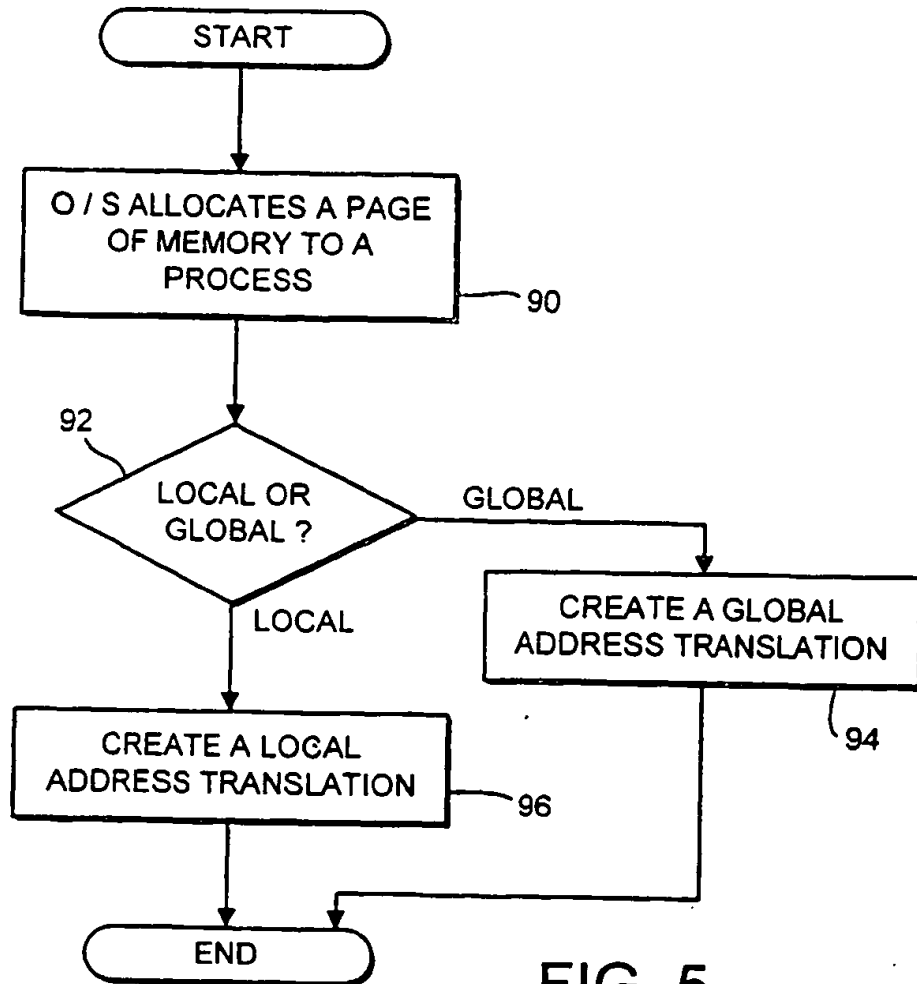 START
O / S ALLOCATES A PAGE
OF MEMORY TO A
PROCESS
90
92
LOCAL OR
GLOBAL ?
GLOBAL
LOCAL
CREATE A GLOBAL
ADDRESS TRANSLATION
94
CREATE A LOCAL
ADDRESS TRANSLATION
96
END
FIG. 5